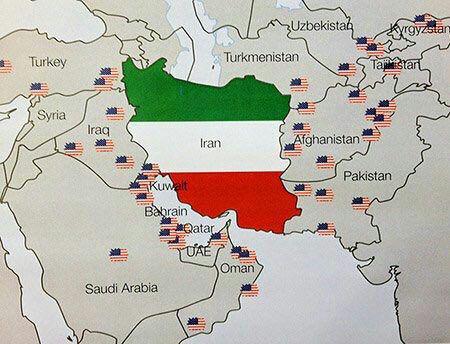 Uzbekistan
Kyrgyzstan
Turkey
Turkmenistan
Tajikistan
Syria
Iraq
Iran
Afghanistan
Kuwait
Pakistan
Bahrain
Qatar
UAE
Oman
Saudi Arabia